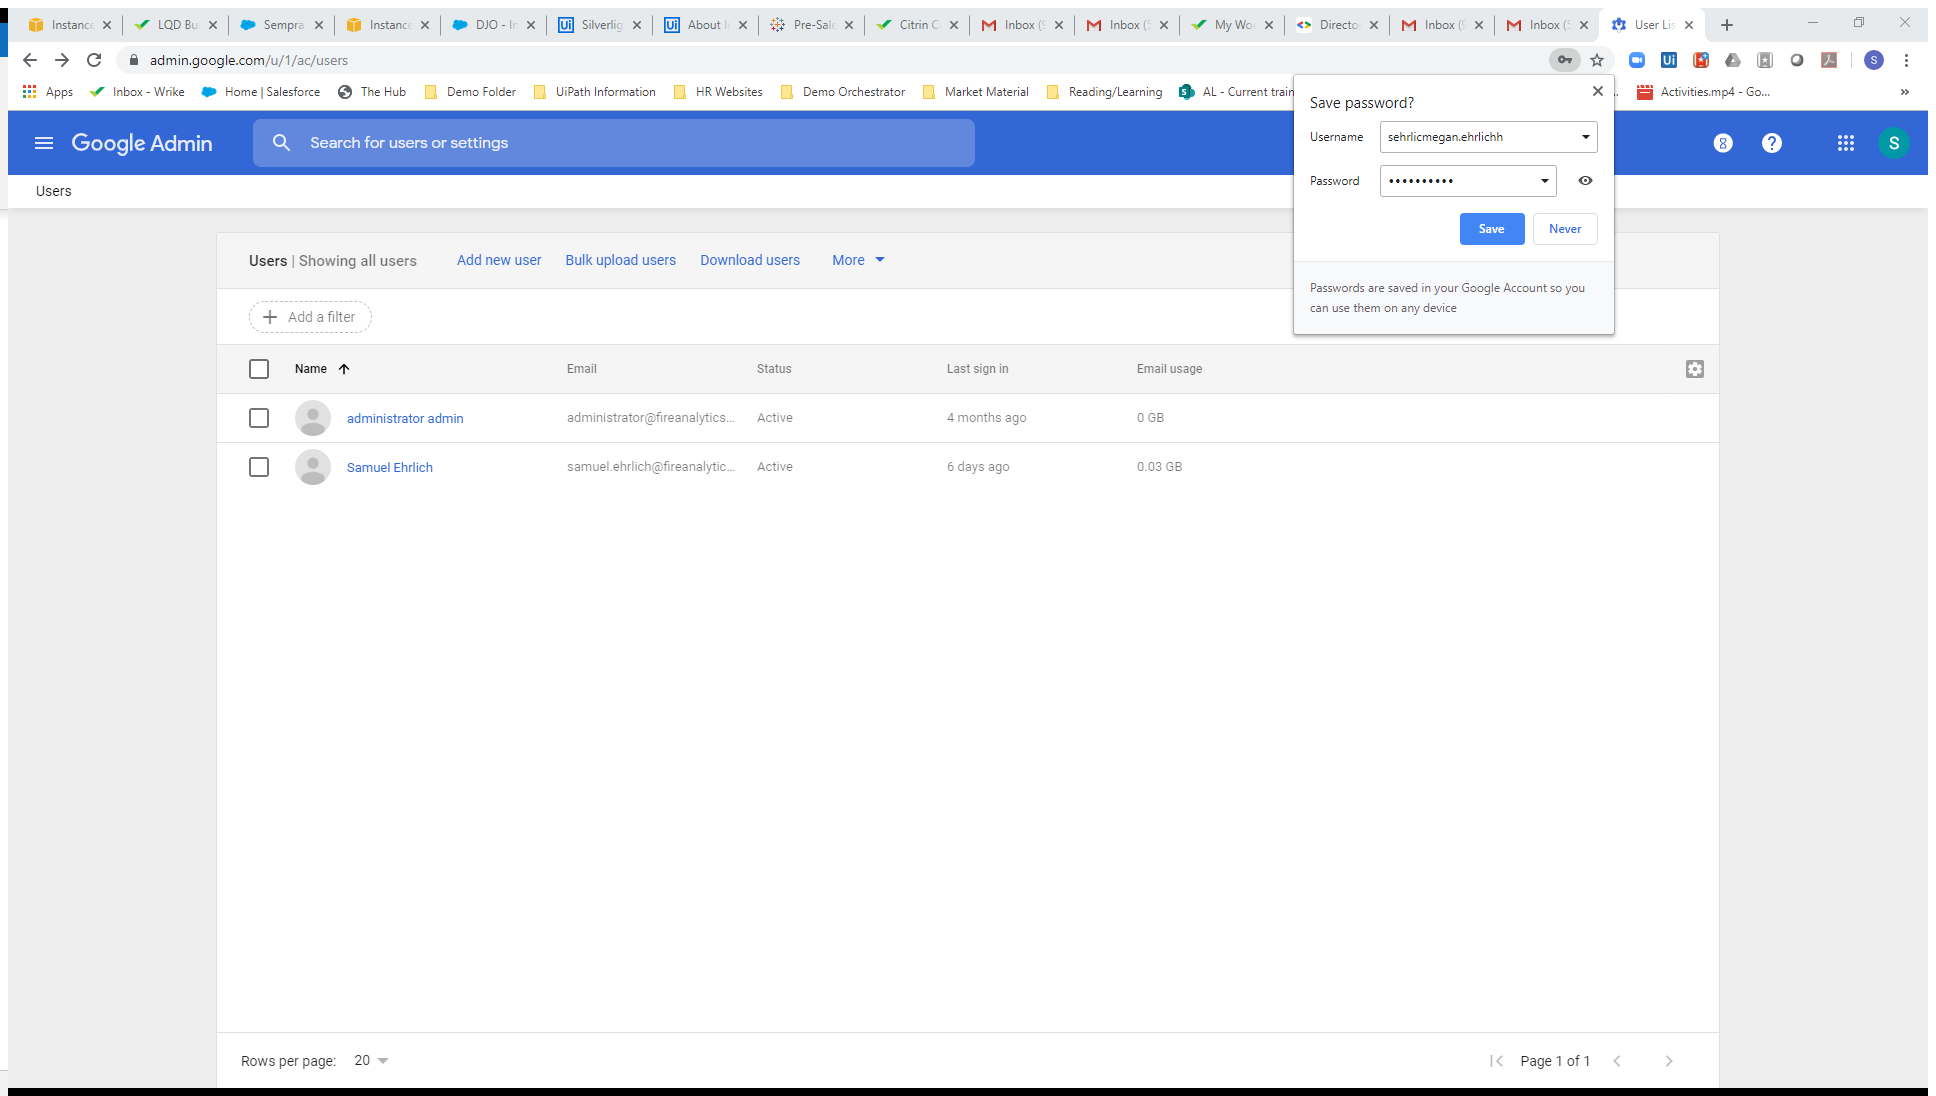 Instance LQD Bu Sempra Instance DJO - In Silverlig About I Pre-Sale Citrin C Inbox (9 Inbox (5 My Wor Directo Inbox (9 Inbox (5 User Lis
admin.google.com/u/1/ac/users
Apps Inbox - Wrike Home | Salesforce The Hub Demo Folder UiPath Information HR Websites Demo Orchestrator Market Material Reading/Learning AL - Current train Activities.mp4 - Go... »
Save password?
Username sehrlicmegan.ehrlichh
Password ••••••••••
Save Never
Passwords are saved in your Google Account so you
can use them on any device
Google Admin Search for users or settings S
Users
Users | Showing all users Add new user Bulk upload users Download users More
Add a filter
Name Email Status Last sign in Email usage
administrator admin administrator@fireanalytics... Active 4 months ago 0 GB
Samuel Ehrlich samuel.ehrlich@fireanalytic... Active 6 days ago 0.03 GB
Rows per page: 20 Page 1 of 1